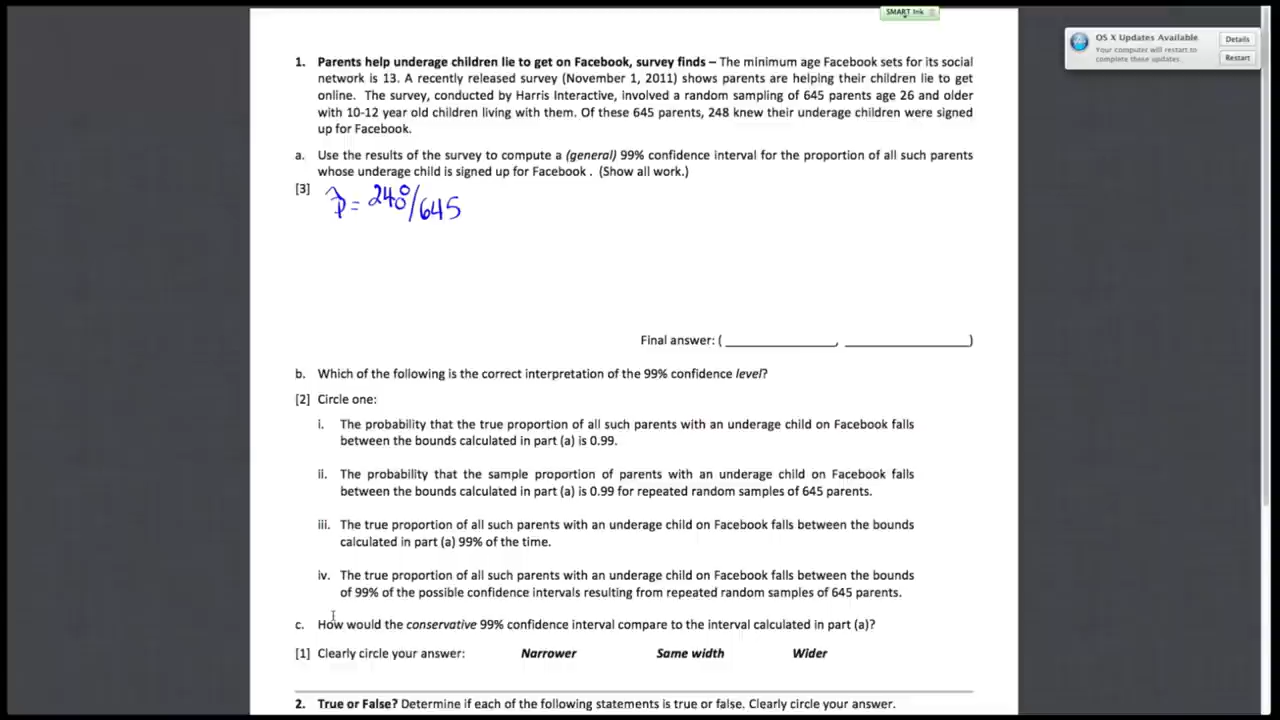 SMART Ink
OS X Updates Available
Your computer will restart to
complete these updates.
Details
Restart
1. Parents help underage children lie to get on Facebook, survey finds – The minimum age Facebook sets for its social
network is 13. A recently released survey (November 1, 2011) shows parents are helping their children lie to get
online. The survey, conducted by Harris Interactive, involved a random sampling of 645 parents age 26 and older
with 10-12 year old children living with them. Of these 645 parents, 248 knew their underage children were signed
up for Facebook.
a. Use the results of the survey to compute a (general) 99% confidence interval for the proportion of all such parents
whose underage child is signed up for Facebook . (Show all work.)
[3] p̂ = 248/645
Final answer: ( ____________, ____________)
b. Which of the following is the correct interpretation of the 99% confidence level?
[2] Circle one:
i. The probability that the true proportion of all such parents with an underage child on Facebook falls
between the bounds calculated in part (a) is 0.99.
ii. The probability that the sample proportion of parents with an underage child on Facebook falls
between the bounds calculated in part (a) is 0.99 for repeated random samples of 645 parents.
iii. The true proportion of all such parents with an underage child on Facebook falls between the bounds
calculated in part (a) 99% of the time.
iv. The true proportion of all such parents with an underage child on Facebook falls between the bounds
of 99% of the possible confidence intervals resulting from repeated random samples of 645 parents.
c. How would the conservative 99% confidence interval compare to the interval calculated in part (a)?
[1] Clearly circle your answer: Narrower Same width Wider
2. True or False? Determine if each of the following statements is true or false. Clearly circle your answer.